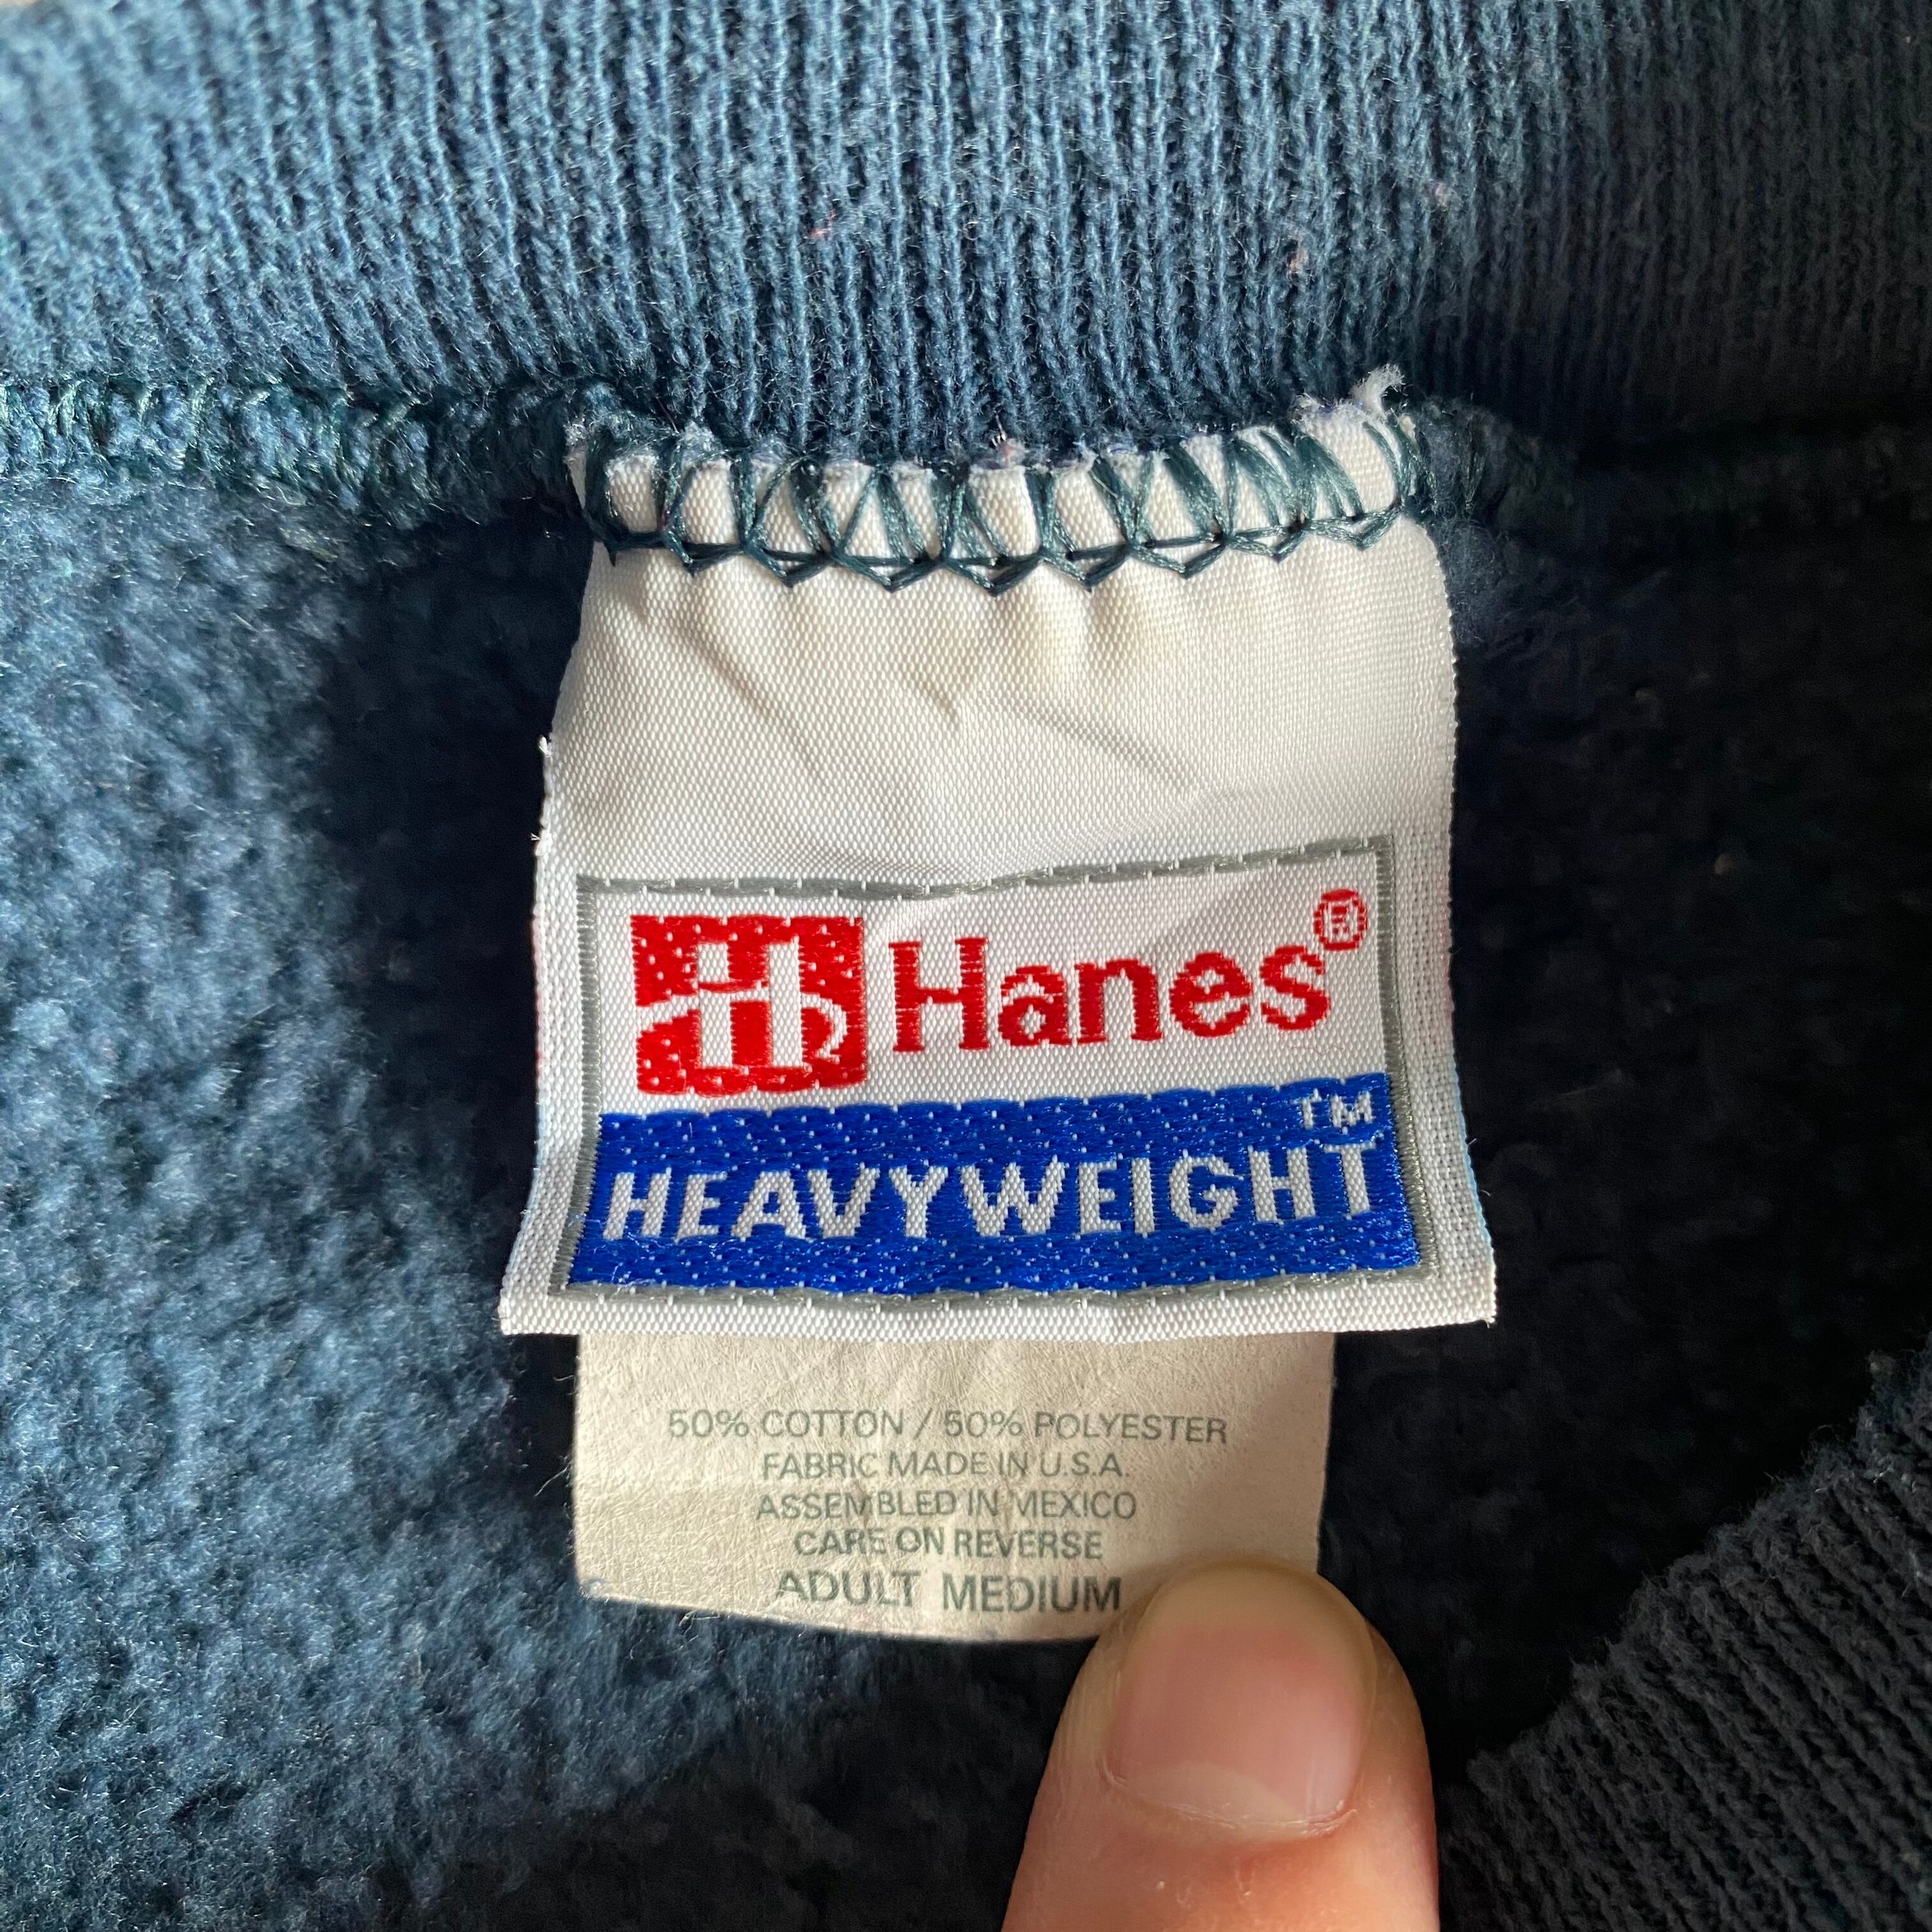 H Hanes®
HEAVYWEIGHT™
50% COTTON / 50% POLYESTER
FABRIC MADE IN U.S.A.
ASSEMBLED IN MEXICO
CARE ON REVERSE
ADULT MEDIUM